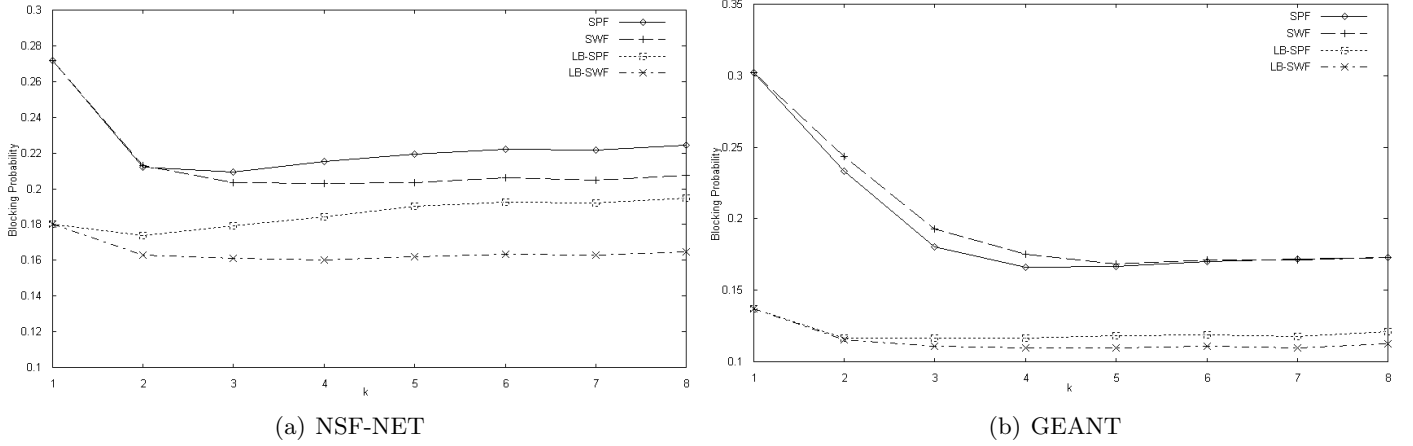 0.3
0.28
0.26
0.24
0.22
0.2
0.18
0.16
0.14
0.12
0.1
Blocking Probability
1 2 3 4 5 6 7 8
k
SPF
SWF
LB-SPF
LB-SWF
(a) NSF-NET
0.35
0.3
0.25
0.2
0.15
0.1
Blocking Probability
1 2 3 4 5 6 7 8
k
SPF
SWF
LB-SPF
LB-SWF
(b) GEANT